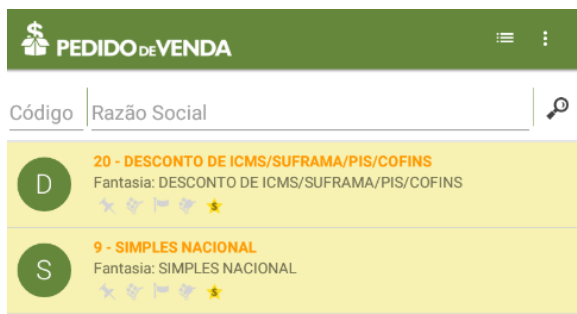 PEDIDO DE VENDA
Código Razão Social
D
20 - DESCONTO DE ICMS/SUFRAMA/PIS/COFINS
Fantasia: DESCONTO DE ICMS/SUFRAMA/PIS/COFINS
S
9 - SIMPLES NACIONAL
Fantasia: SIMPLES NACIONAL